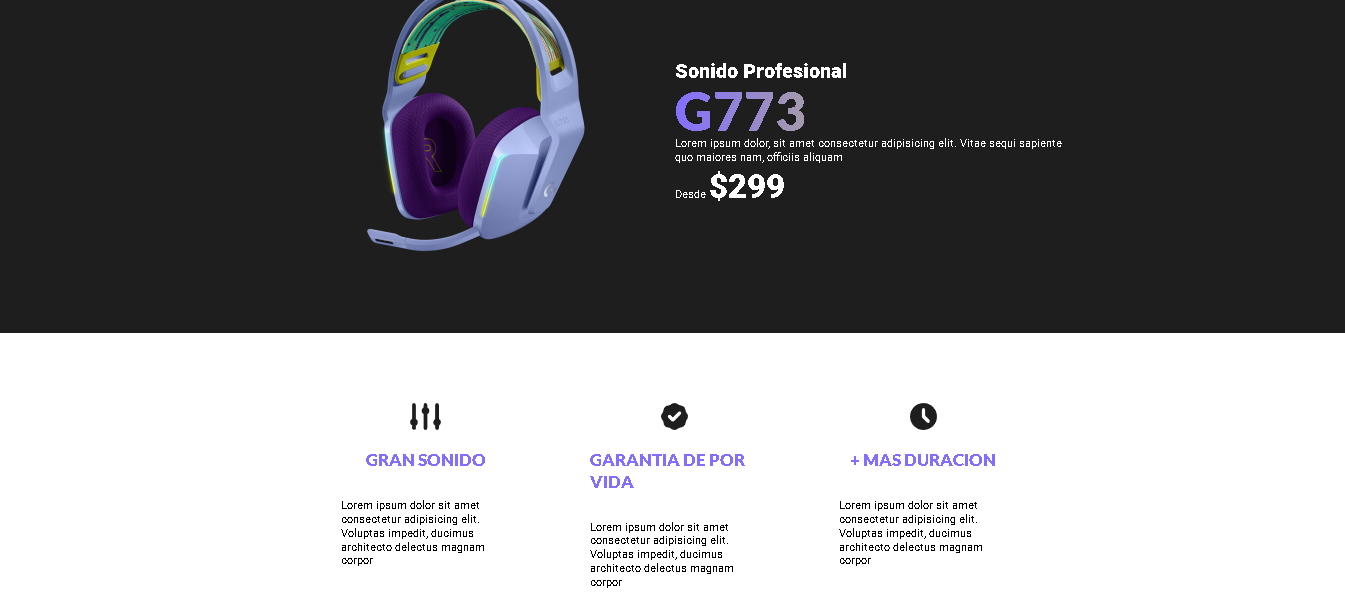 Sonido Profesional
G773
Lorem ipsum dolor, sit amet consectetur adipisicing elit. Vitae sequi sapiente
quo maiores nam, officiis aliquam
Desde $299
GRAN SONIDO
Lorem ipsum dolor sit amet
consectetur adipisicing elit.
Voluptas impedit, ducimus
architecto delectus magnam
corpor
GARANTIA DE POR
VIDA
Lorem ipsum dolor sit amet
consectetur adipisicing elit.
Voluptas impedit, ducimus
architecto delectus magnam
corpor
+ MAS DURACION
Lorem ipsum dolor sit amet
consectetur adipisicing elit.
Voluptas impedit, ducimus
architecto delectus magnam
corpor